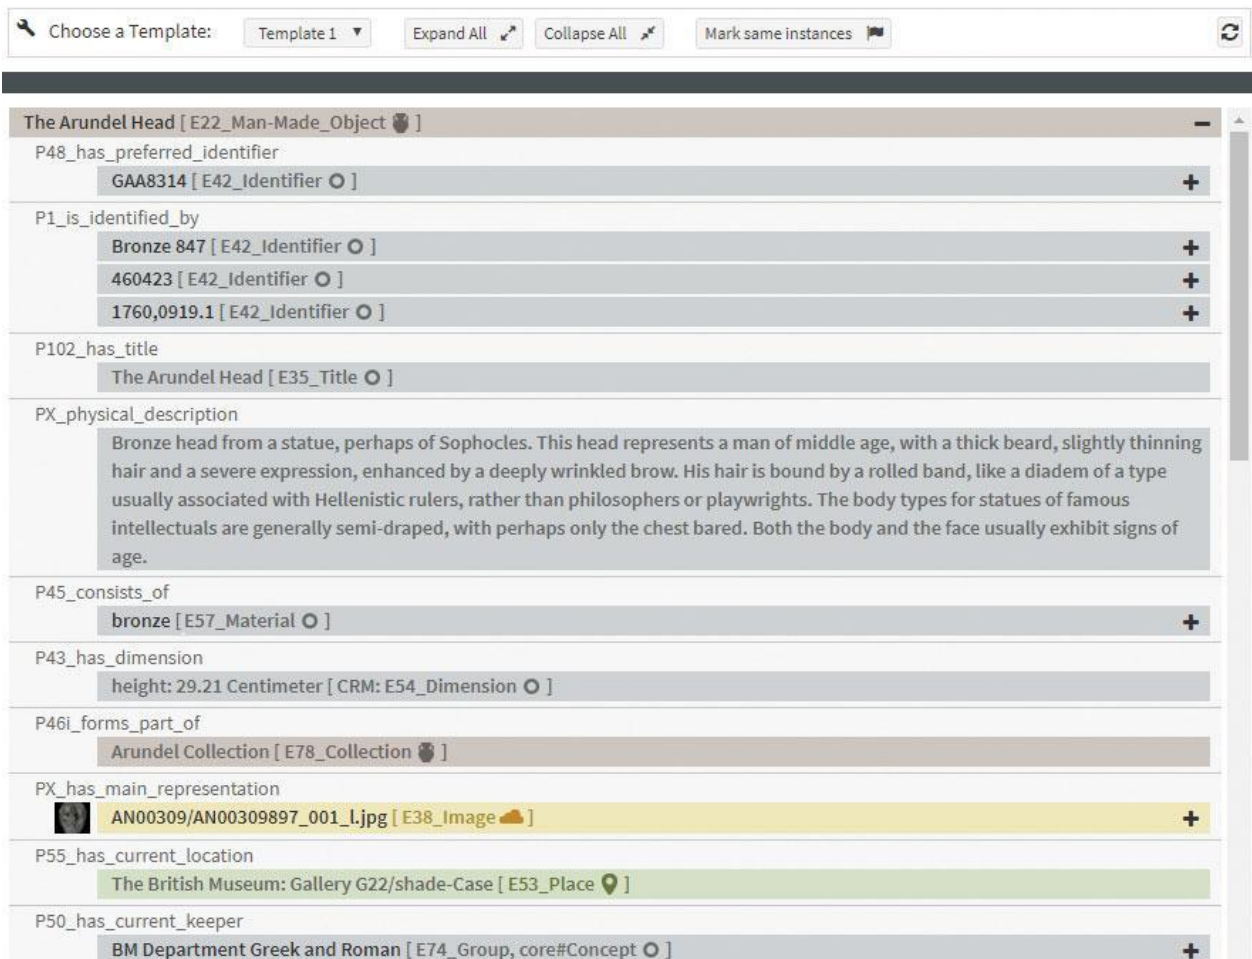 Choose a Template: Template 1 Expand All Collapse All Mark same instances
The Arundel Head [ E22_Man-Made_Object ]
P48_has_preferred_identifier
GAA8314 [ E42_Identifier ]
P1_is_identified_by
Bronze 847 [ E42_Identifier ]
460423 [ E42_Identifier ]
1760,0919.1 [ E42_Identifier ]
P102_has_title
The Arundel Head [ E35_Title ]
PX_physical_description
Bronze head from a statue, perhaps of Sophocles. This head represents a man of middle age, with a thick beard, slightly thinning
hair and a severe expression, enhanced by a deeply wrinkled brow. His hair is bound by a rolled band, like a diadem of a type
usually associated with Hellenistic rulers, rather than philosophers or playwrights. The body types for statues of famous
intellectuals are generally semi-draped, with perhaps only the chest bared. Both the body and the face usually exhibit signs of
age.
P45_consists_of
bronze [ E57_Material ]
P43_has_dimension
height: 29.21 Centimeter [ CRM: E54_Dimension ]
P46i_forms_part_of
Arundel Collection [ E78_Collection ]
PX_has_main_representation
AN00309/AN00309897_001_l.jpg [ E38_Image ]
P55_has_current_location
The British Museum: Gallery G22/shade-Case [ E53_Place ]
P50_has_current_keeper
BM Department Greek and Roman [ E74_Group, core#Concept ]